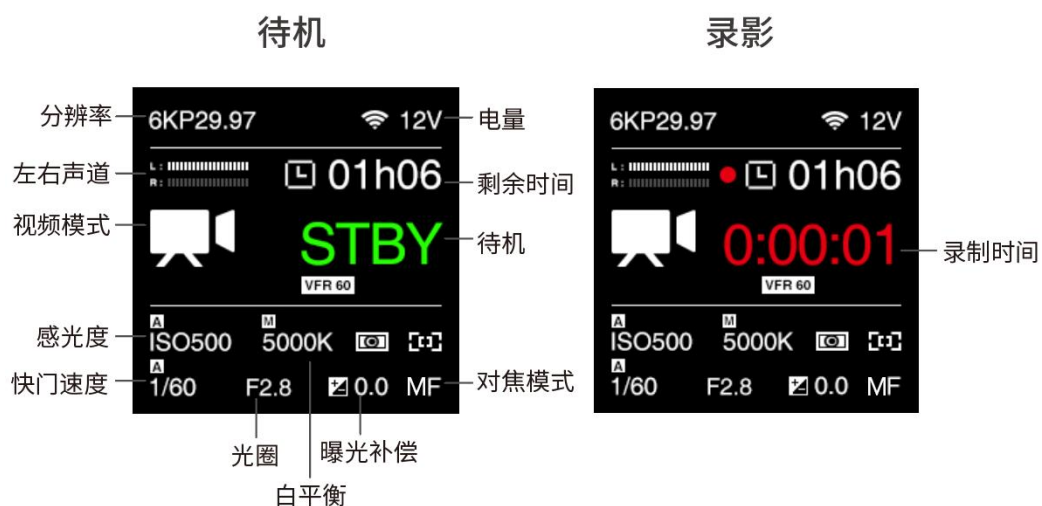 待机
录影
分辨率
6KP29.97
12V
电量
6KP29.97
12V
左右声道
L:
R:
01h06
剩余时间
L:
R:
01h06
视频模式
STBY
待机
0:00:01
录制时间
VFR 60
VFR 60
A
M
A
M
感光度
ISO500
5000K
ISO500
5000K
A
A
快门速度
1/60
F2.8
0.0
MF
对焦模式
1/60
F2.8
0.0
MF
光圈
曝光补偿
白平衡